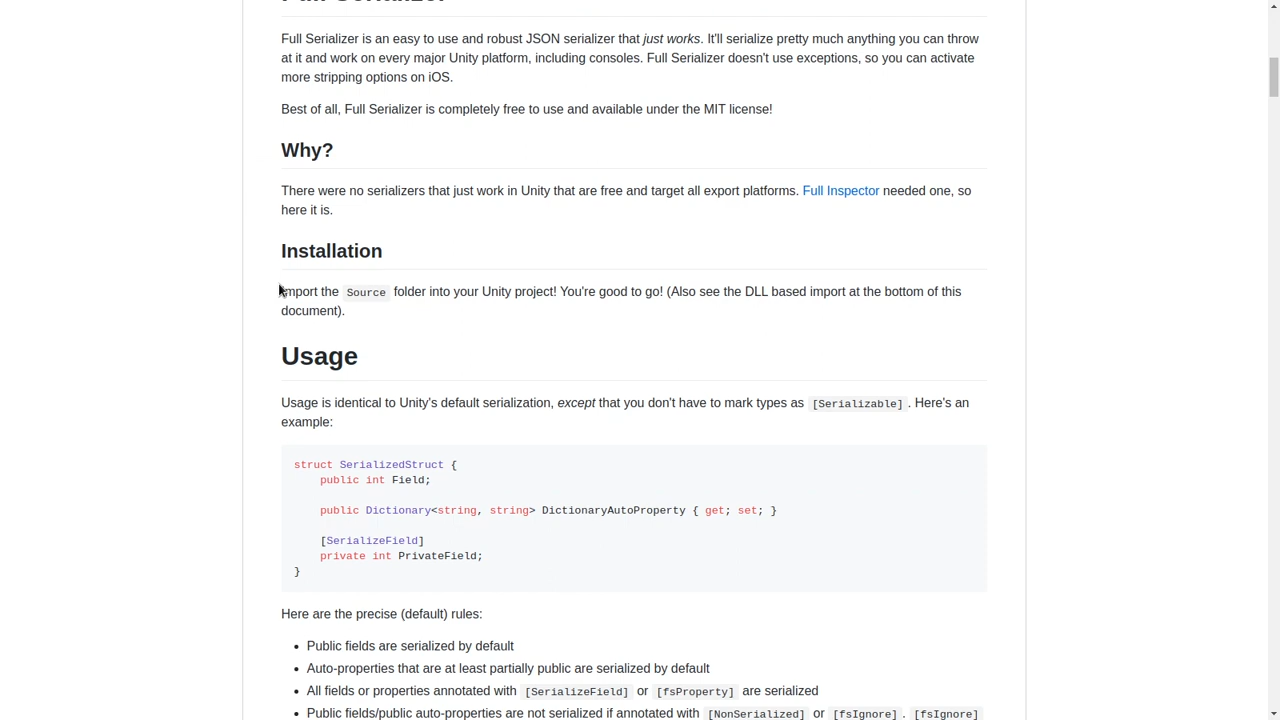 Full Serializer
Full Serializer is an easy to use and robust JSON serializer that just works. It'll serialize pretty much anything you can throw
at it and work on every major Unity platform, including consoles. Full Serializer doesn't use exceptions, so you can activate
more stripping options on iOS.
Best of all, Full Serializer is completely free to use and available under the MIT license!
Why?
There were no serializers that just work in Unity that are free and target all export platforms. Full Inspector needed one, so
here it is.
Installation
Import the Source folder into your Unity project! You're good to go! (Also see the DLL based import at the bottom of this
document).
Usage
Usage is identical to Unity's default serialization, except that you don't have to mark types as [Serializable]. Here's an
example:
struct SerializedStruct {
    public int Field;
    public Dictionary<string, string> DictionaryAutoProperty { get; set; }
    [SerializeField]
    private int PrivateField;
}
Here are the precise (default) rules:
• Public fields are serialized by default
• Auto-properties that are at least partially public are serialized by default
• All fields or properties annotated with [SerializeField] or [fsProperty] are serialized
• Public fields/public auto-properties are not serialized if annotated with [NonSerialized] or [fsIgnore]. [fsIgnore]